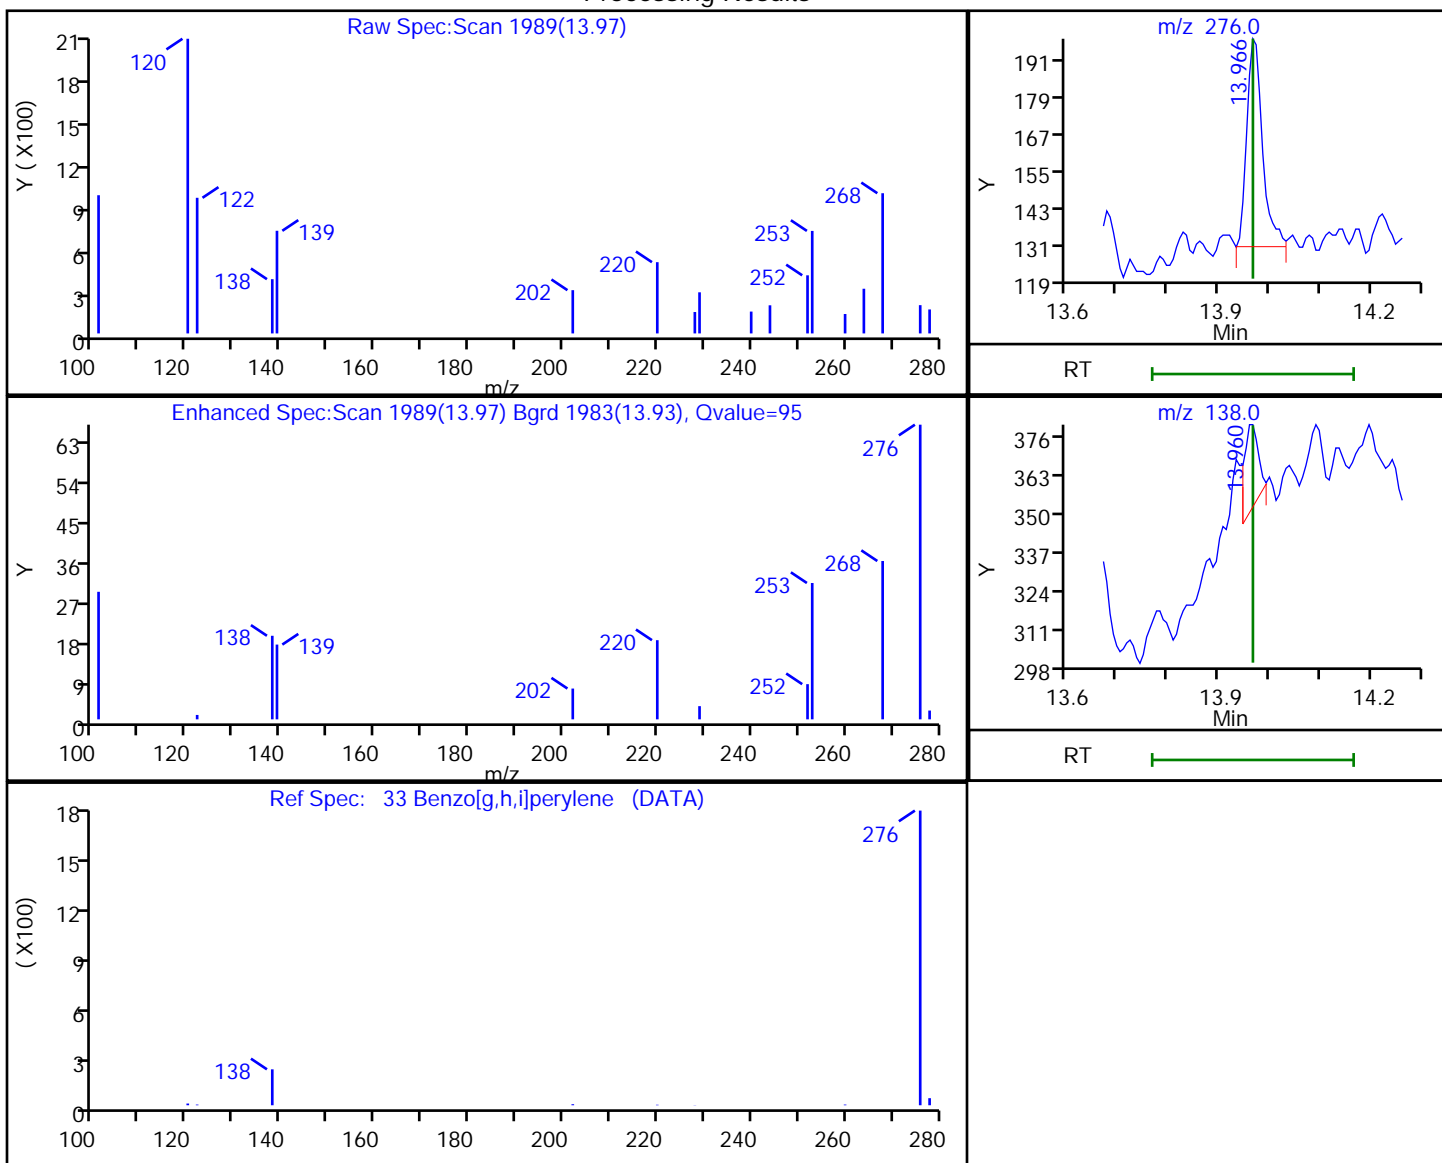 Processing Results
Raw Spec:Scan 1989(13.97)
Y ( X100)
21
18
15
12
9
6
3
0
120
122
138
139
202
220
252
253
268
100 120 140 160 180 200 220 240 260 280
m/z
m/z 276.0
13.966
Y
191
179
167
155
143
131
119
13.6 13.9 14.2
Min
RT
Enhanced Spec:Scan 1989(13.97) Bgrd 1983(13.93), Qvalue=95
Y
63
54
45
36
27
18
9
0
138
139
202
220
252
253
268
276
100 120 140 160 180 200 220 240 260 280
m/z
m/z 138.0
13.960
Y
376
363
350
337
324
311
298
13.6 13.9 14.2
Min
RT
Ref Spec: 33 Benzo[g,h,i]perylene (DATA)
( X100)
18
15
12
9
6
3
0
138
276
100 120 140 160 180 200 220 240 260 280